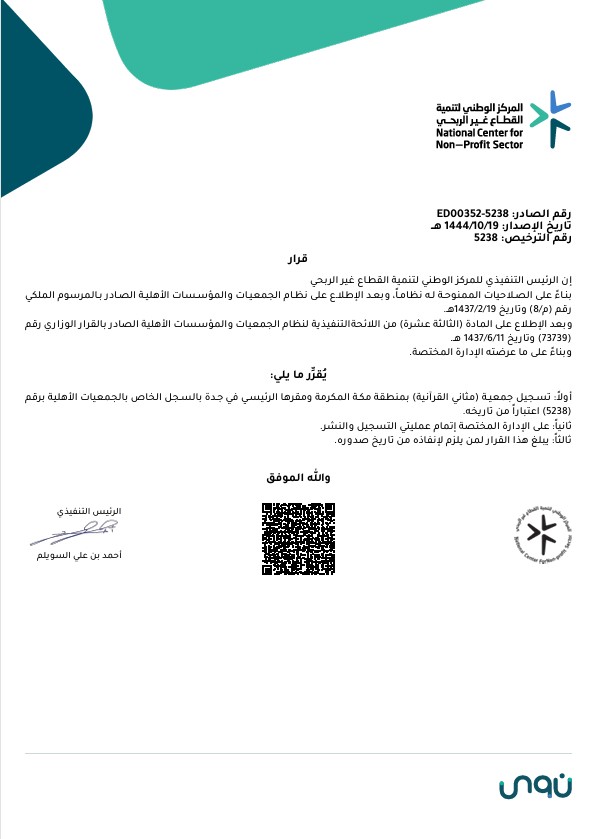 المركز الوطني لتنمية
القطاع غير الربحي
National Center for
Non-Profit Sector
رقم الصادر: ED00352-5238
تاريخ الإصدار: 1444/10/19 هـ
رقم الترخيص: 5238
قرار
إن الرئيس التنفيذي للمركز الوطني لتنمية القطاع غير الربحي
بناءً على الصلاحيات الممنوحة له نظاماً، وبعد الإطلاع على نظام الجمعيات والمؤسسات الأهلية الصادر بالمرسوم الملكي
رقم (م/8) وتاريخ 1437/2/19هـ.
وبعد الإطلاع على المادة (الثالثة عشرة) من اللائحةالتنفيذية لنظام الجمعيات والمؤسسات الأهلية الصادر بالقرار الوزاري رقم
(73739) وتاريخ 1437/6/11 هـ
وبناءً على ما عرضته الإدارة المختصة.
يُقرِّر ما يلي:
أولاً: تسجيل جمعية (مثاني القرآنية) بمنطقة مكة المكرمة ومقرها الرئيسي في جدة بالسجل الخاص بالجمعيات الأهلية برقم
(5238) اعتباراً من تاريخه.
ثانياً: على الإدارة المختصة إتمام عمليتي التسجيل والنشر.
ثالثاً: يبلغ هذا القرار لمن يلزم لإنفاذه من تاريخ صدوره.
والله الموفق
الرئيس التنفيذي
أحمد بن علي السويلم
المركز الوطني لتنمية القطاع غير الربحي
National Center For Non-profit Sector